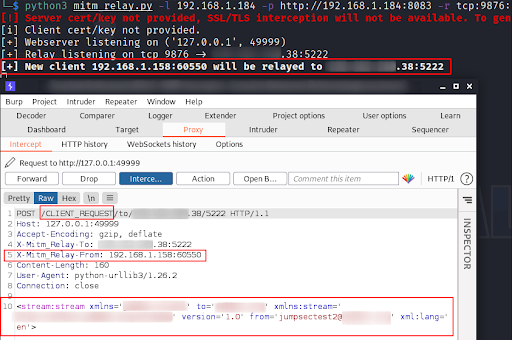 └─$ python3 mitm_relay.py -l 192.168.1.184 -p http://192.168.1.184:8083 -r tcp:9876:
[!] Server cert/key not provided, SSL/TLS interception will not be available. To gen
[i] Client cert/key not provided.
[+] Webserver listening on ('127.0.0.1', 49999)
[+] Relay listening on tcp 9876 → .38:5222
[+] New client 192.168.1.158:60550 will be relayed to .38:5222
Burp Project Intruder Repeater Window Help
Decoder Comparer Logger Extender Project options User options Learn
Dashboard Target Proxy Intruder Repeater Sequencer
Intercept HTTP history WebSockets history Options
Request to http://127.0.0.1:49999
Forward Drop Interce... Action Open B... Comment this item HTTP/1 ?
Pretty Raw Hex \n ≡
1 POST /CLIENT_REQUEST/to/ .38/5222 HTTP/1.1
2 Host: 127.0.0.1:49999
3 Accept-Encoding: gzip, deflate
4 X-Mitm_Relay-To: .38:5222
5 X-Mitm_Relay-From: 192.168.1.158:60550
6 Content-Length: 160
7 User-Agent: python-urllib3/1.26.2
8 Connection: close
9
10 <stream:stream xmlns=' ' to=' ' xmlns:stream='
' version='1.0' from='jumpsectest2@ ' xml:lang='
en'>
INSPECTOR